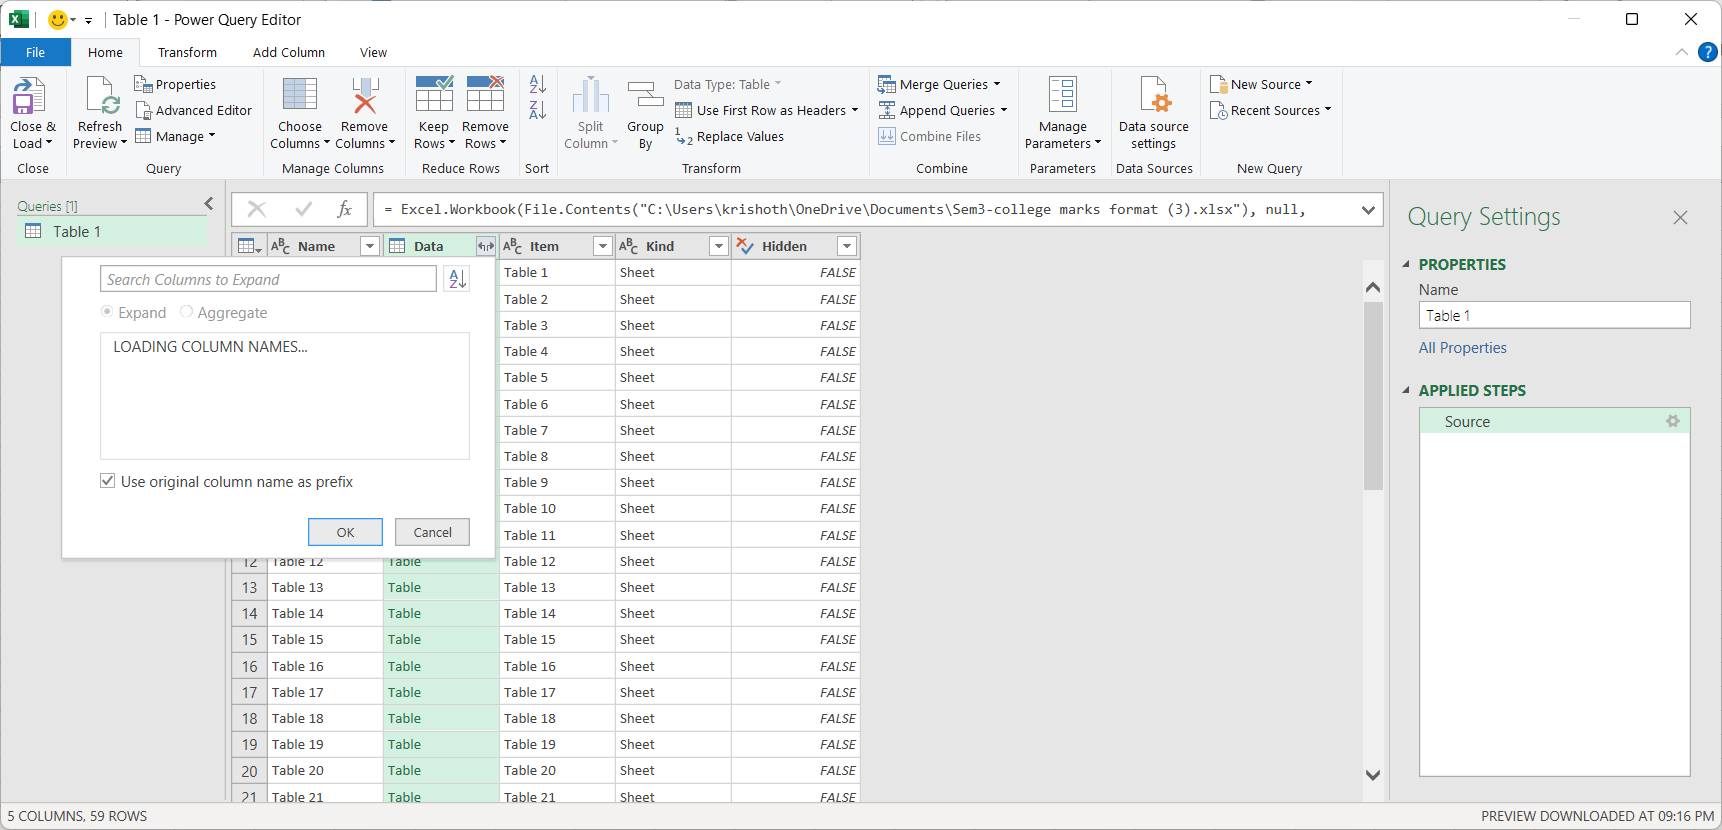 Table 1 - Power Query Editor
File Home Transform Add Column View
Close & Load
Close
Refresh Preview
Properties
Advanced Editor
Manage
Query
Choose Columns
Remove Columns
Manage Columns
Keep Rows
Remove Rows
Reduce Rows
Sort
Split Column
Group By
Data Type: Table
Use First Row as Headers
Replace Values
Transform
Merge Queries
Append Queries
Combine Files
Combine
Manage Parameters
Parameters
Data source settings
Data Sources
New Source
Recent Sources
New Query
Queries [1]
Table 1
fx
= Excel.Workbook(File.Contents("C:\Users\krishoth\OneDrive\Documents\Sem3-college marks format (3).xlsx"), null,
Name Data Item Kind Hidden
Search Columns to Expand
Expand Aggregate
LOADING COLUMN NAMES...
Use original column name as prefix
OK Cancel
Table 1 Sheet FALSE
Table 2 Sheet FALSE
Table 3 Sheet FALSE
Table 4 Sheet FALSE
Table 5 Sheet FALSE
Table 6 Sheet FALSE
Table 7 Sheet FALSE
Table 8 Sheet FALSE
Table 9 Sheet FALSE
Table 10 Sheet FALSE
Table 11 Sheet FALSE
12 Table 12 Table Table 12 Sheet FALSE
13 Table 13 Table Table 13 Sheet FALSE
14 Table 14 Table Table 14 Sheet FALSE
15 Table 15 Table Table 15 Sheet FALSE
16 Table 16 Table Table 16 Sheet FALSE
17 Table 17 Table Table 17 Sheet FALSE
18 Table 18 Table Table 18 Sheet FALSE
19 Table 19 Table Table 19 Sheet FALSE
20 Table 20 Table Table 20 Sheet FALSE
21 Table 21 Table Table 21 Sheet FALSE
Query Settings
PROPERTIES
Name
Table 1
All Properties
APPLIED STEPS
Source
5 COLUMNS, 59 ROWS
PREVIEW DOWNLOADED AT 09:16 PM